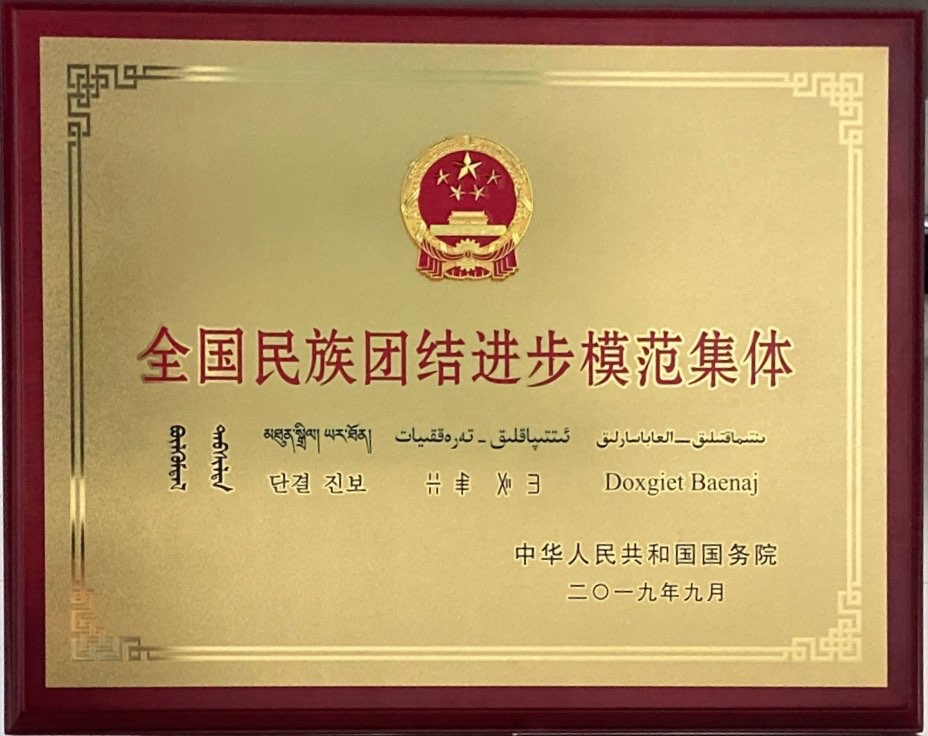 全国民族团结进步模范集体
མཐུན་སྒྲིལ། ཡར་ཐོན། ئىتتىپاقلىق ـ تەرەققىيات
단결 진보 Doxgiet Baenaj
中华人民共和国国务院
二〇一九年九月